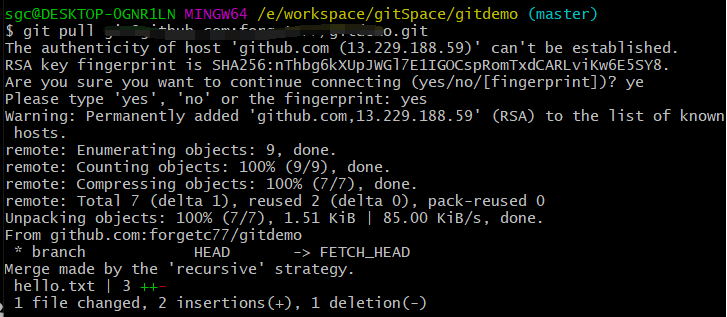 sgc@DESKTOP-OGNR1LN MINGW64 /e/workspace/gitSpace/gitdemo (master)
$ git pull .git
The authenticity of host 'github.com (13.229.188.59)' can't be established.
RSA key fingerprint is SHA256:nThbg6kXUpJWGl7E1IGOCspRomTxdCARLviKw6E5SY8.
Are you sure you want to continue connecting (yes/no/[fingerprint])? ye
Please type 'yes', 'no' or the fingerprint: yes
Warning: Permanently added 'github.com,13.229.188.59' (RSA) to the list of known
hosts.
remote: Enumerating objects: 9, done.
remote: Counting objects: 100% (9/9), done.
remote: Compressing objects: 100% (7/7), done.
remote: Total 7 (delta 1), reused 2 (delta 0), pack-reused 0
Unpacking objects: 100% (7/7), 1.51 KiB | 85.00 KiB/s, done.
From github.com:forgetc77/gitdemo
* branch HEAD -> FETCH_HEAD
Merge made by the 'recursive' strategy.
hello.txt | 3 ++-
1 file changed, 2 insertions(+), 1 deletion(-)